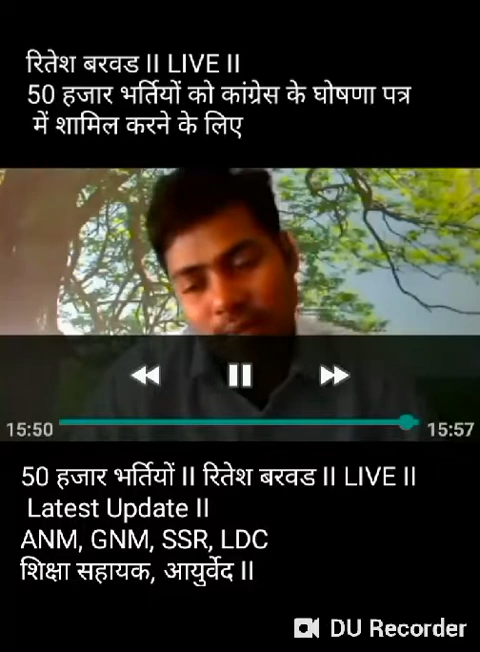 रितेश बरवड II LIVE II
50 हजार भर्तियों को कांग्रेस के घोषणा पत्र
में शामिल करने के लिए
15:50
15:57
50 हजार भर्तियों II रितेश बरवड II LIVE II
Latest Update II
ANM, GNM, SSR, LDC
शिक्षा सहायक, आयुर्वेद II
DU Recorder